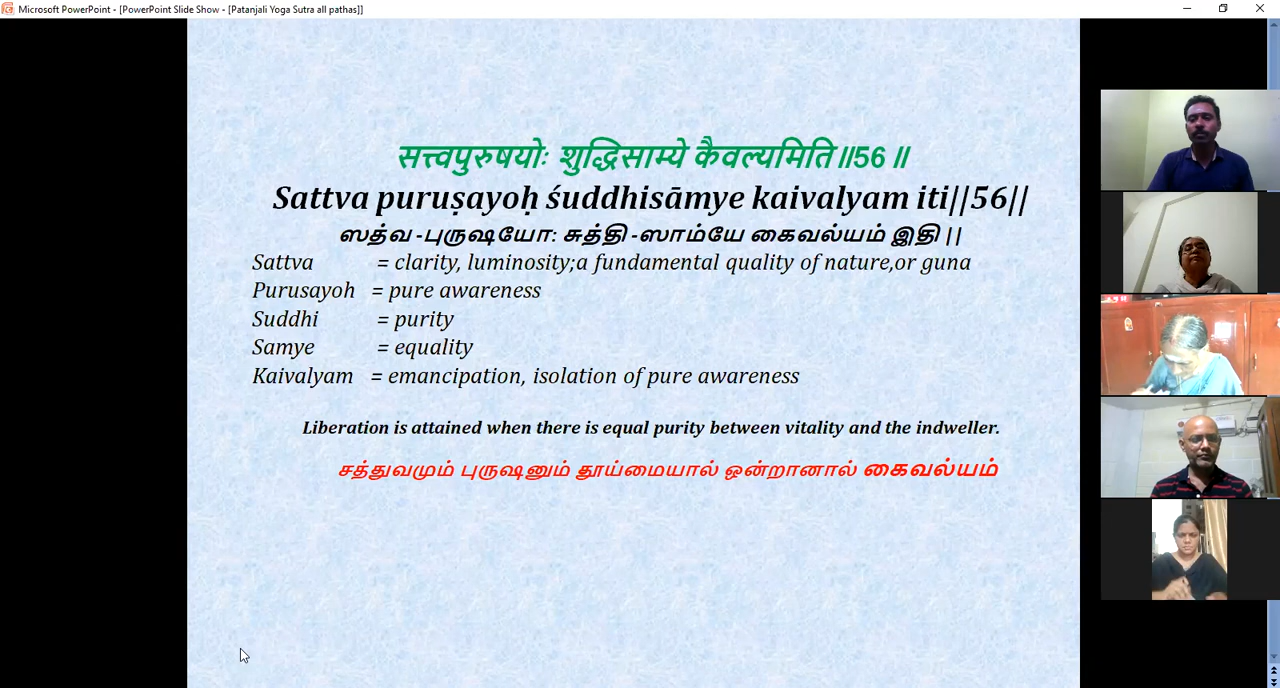 Microsoft PowerPoint - [PowerPoint Slide Show - [Patanjali Yoga Sutra all pathas]]
सत्त्वपुरुषयोः शुद्धिसाम्ये कैवल्यमिति॥56 ॥
Sattva puruṣayoḥ śuddhisāmye kaivalyam iti||56||
ஸத்வ -புருஷயோ: சுத்தி -ஸாம்யே கைவல்யம் இதி ||
Sattva = clarity, luminosity;a fundamental quality of nature,or guna
Purusayoh = pure awareness
Suddhi = purity
Samye = equality
Kaivalyam = emancipation, isolation of pure awareness
Liberation is attained when there is equal purity between vitality and the indweller.
சத்துவமும் புருஷனும் தூய்மையால் ஒன்றானால் கைவல்யம்